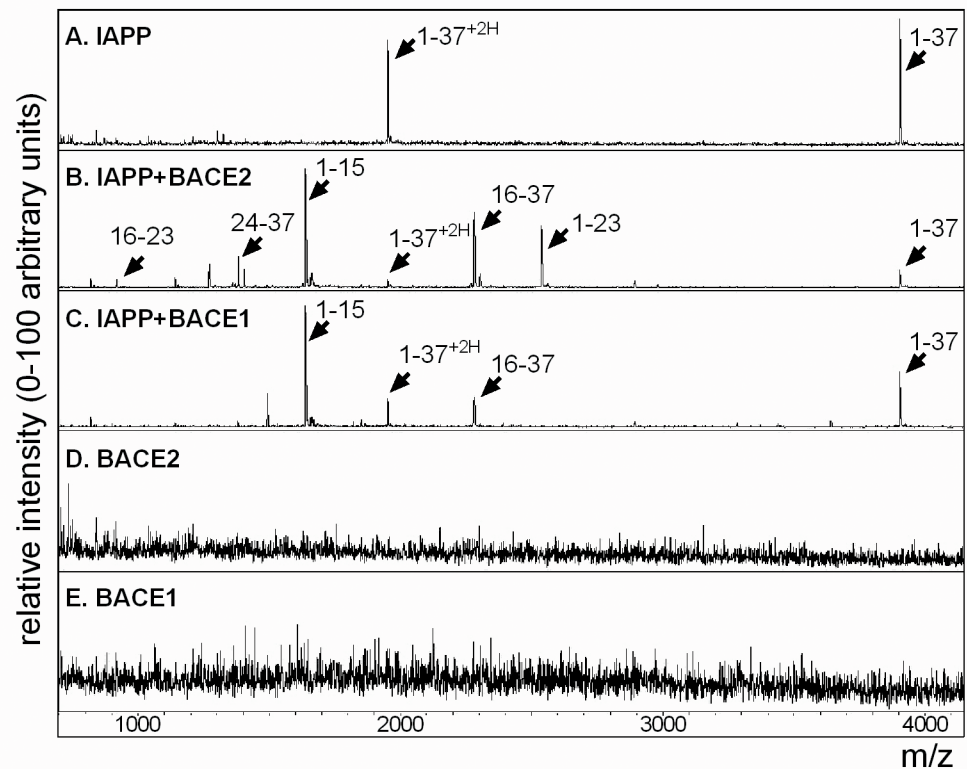 relative intensity (0-100 arbitrary units)
A. IAPP
1-37+2H
1-37
B. IAPP+BACE2
16-23
24-37
1-15
1-37+2H
16-37
1-23
1-37
C. IAPP+BACE1
1-15
1-37+2H
16-37
1-37
D. BACE2
E. BACE1
1000 2000 3000 4000
m/z